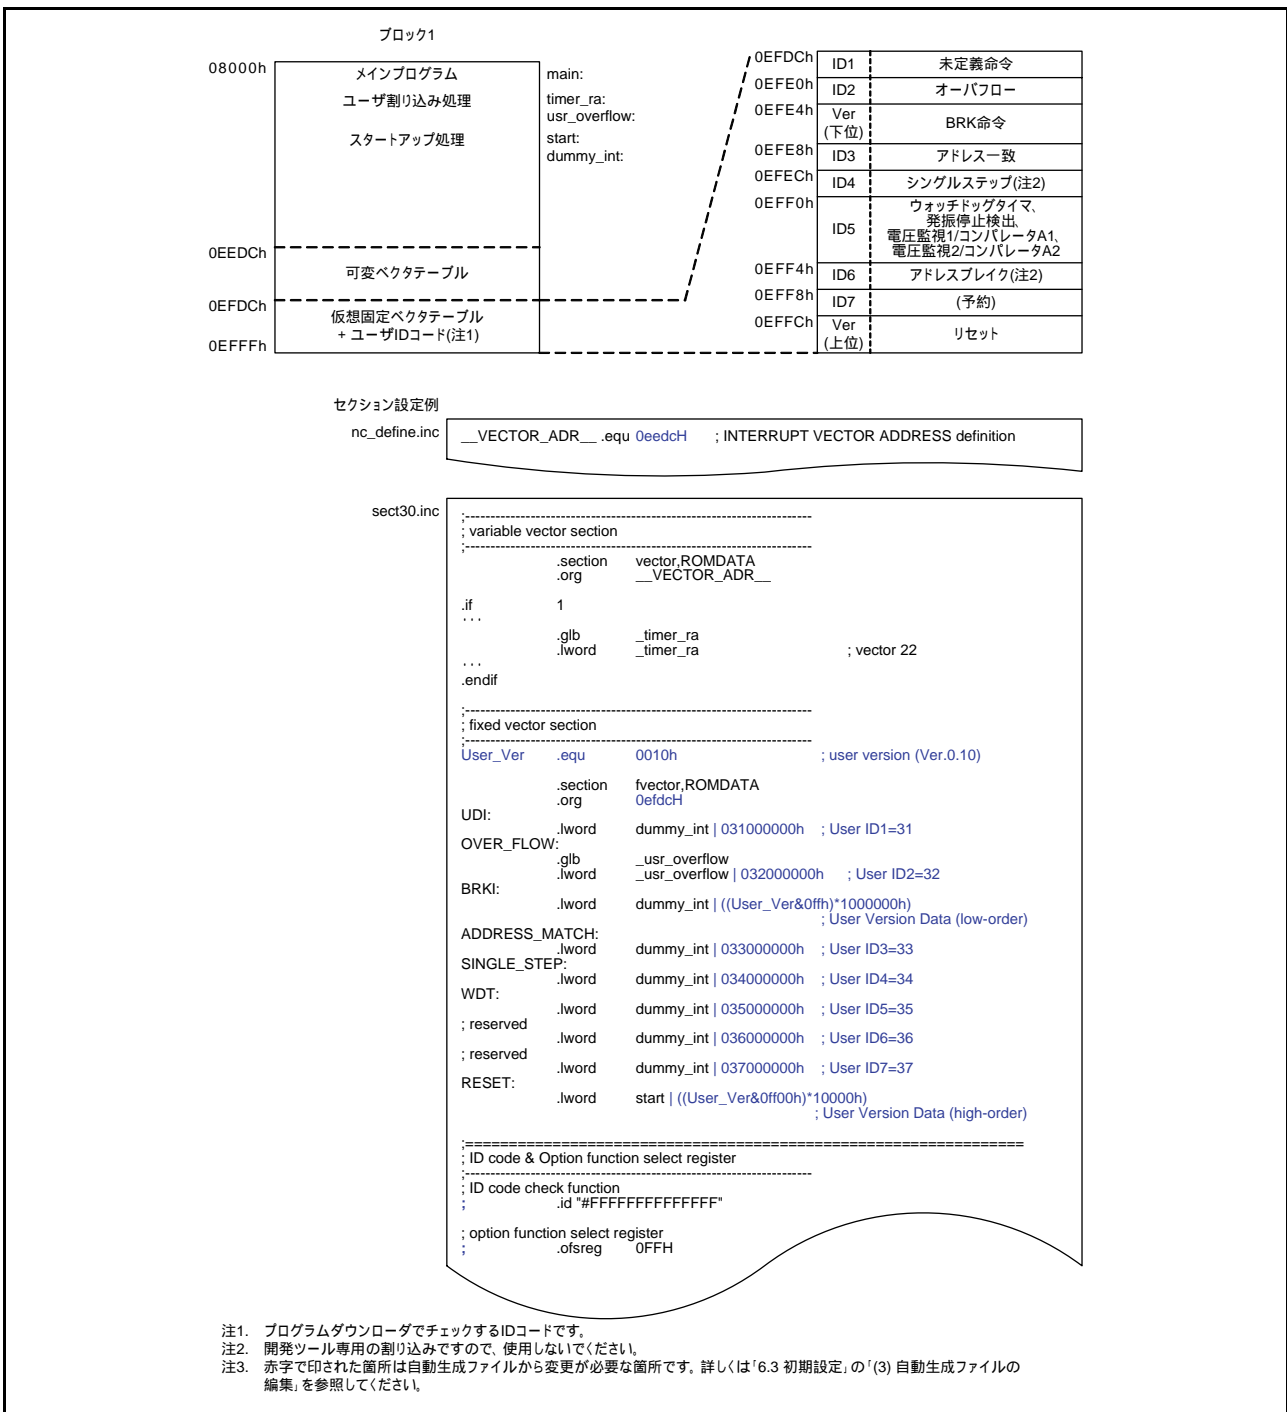 ブロック1
08000h
メインプログラム
main:
ユーザ割り込み処理
timer_ra:
usr_overflow:
スタートアップ処理
start:
dummy_int:
0EEDCh
可変ベクタテーブル
0EFDCh
仮想固定ベクタテーブル
+ ユーザIDコード(注1)
0EFFFh
0EFDCh ID1 未定義命令
0EFE0h ID2 オーバフロー
0EFE4h Ver
(下位) BRK命令
0EFE8h ID3 アドレス一致
0EFECh ID4 シングルステップ(注2)
0EFF0h ID5 ウォッチドッグタイマ、
発振停止検出、
電圧監視1/コンパレータA1、
電圧監視2/コンパレータA2
0EFF4h ID6 アドレスブレイク(注2)
0EFF8h ID7 (予約)
0EFFCh Ver
(上位) リセット
セクション設定例
nc_define.inc
__VECTOR_ADR__ .equ 0eedcH ; INTERRUPT VECTOR ADDRESS definition
sect30.inc
;---------------------------------------------------------------------
; variable vector section
;---------------------------------------------------------------------
.section vector,ROMDATA
.org __VECTOR_ADR__
.if 1
・・・
.glb _timer_ra
.lword _timer_ra ; vector 22
・・・
.endif
;---------------------------------------------------------------------
; fixed vector section
;---------------------------------------------------------------------
User_Ver .equ 0010h ; user version (Ver.0.10)
.section fvector,ROMDATA
.org 0efdcH
UDI:
.lword dummy_int | 031000000h ; User ID1=31
OVER_FLOW:
.glb _usr_overflow
.lword _usr_overflow | 032000000h ; User ID2=32
BRKI:
.lword dummy_int | ((User_Ver&0ffh)*1000000h)
; User Version Data (low-order)
ADDRESS_MATCH:
.lword dummy_int | 033000000h ; User ID3=33
SINGLE_STEP:
.lword dummy_int | 034000000h ; User ID4=34
WDT:
.lword dummy_int | 035000000h ; User ID5=35
; reserved
.lword dummy_int | 036000000h ; User ID6=36
; reserved
.lword dummy_int | 037000000h ; User ID7=37
RESET:
.lword start | ((User_Ver&0ff00h)*10000h)
; User Version Data (high-order)
;================================================================
; ID code & Option function select register
;---------------------------------------------------------------------
; ID code check function
; .id "#FFFFFFFFFFFFFF"
; option function select register
; .ofsreg 0FFH
注1. プログラムダウンローダでチェックするIDコードです。
注2. 開発ツール専用の割り込みですので、使用しないでください。
注3. 赤字で印された箇所は自動生成ファイルから変更が必要な箇所です。詳しくは「6.3 初期設定」の「(3) 自動生成ファイルの
編集」を参照してください。